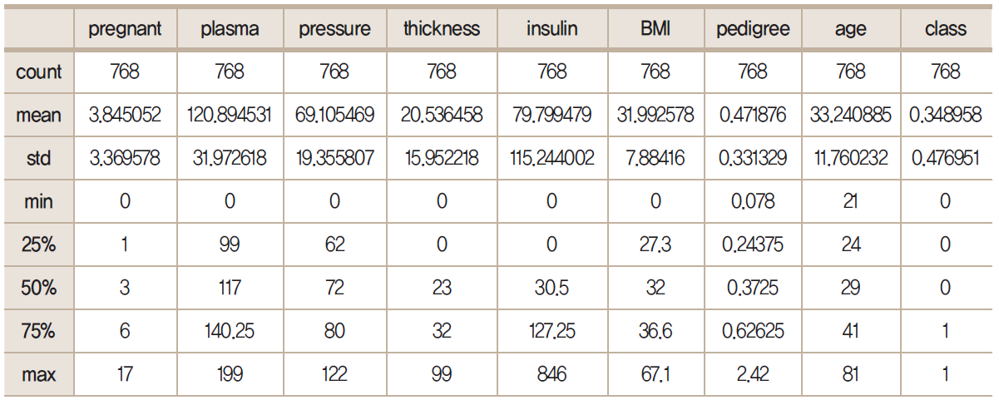 pregnant plasma pressure thickness insulin BMI pedigree age class
count 768 768 768 768 768 768 768 768 768
mean 3.845052 120.894531 69.105469 20.536458 79.799479 31.992578 0.471876 33.240885 0.348958
std 3.369578 31.972618 19.355807 15.952218 115.244002 7.88416 0.331329 11.760232 0.476951
min 0 0 0 0 0 0 0.078 21 0
25% 1 99 62 0 0 27.3 0.24375 24 0
50% 3 117 72 23 30.5 32 0.3725 29 0
75% 6 140.25 80 32 127.25 36.6 0.62625 41 1
max 17 199 122 99 846 67.1 2.42 81 1